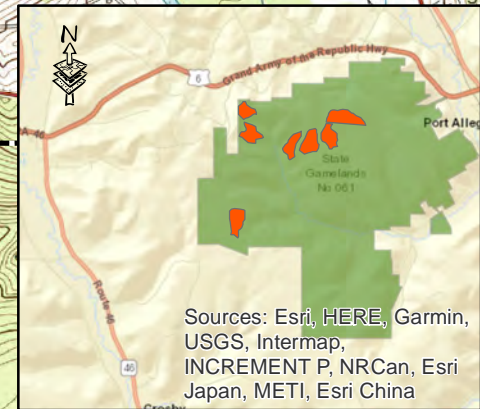 N
6
Grand Army of the Republic Hwy
46
Port Alleg
State
Gamelands
No 061
Route 46
46
Crosby
Sources: Esri, HERE, Garmin,
USGS, Intermap,
INCREMENT P, NRCan, Esri
Japan, METI, Esri China